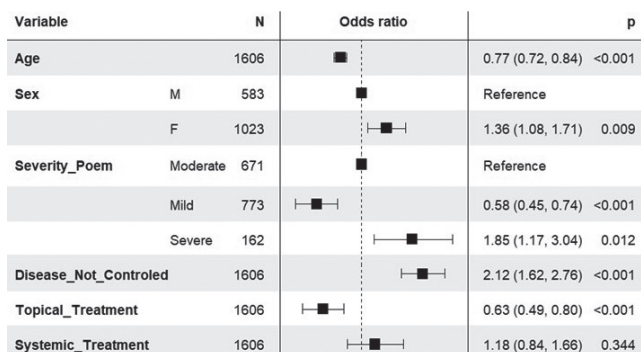 Variable N Odds ratio p
Age 1606 0.77 (0.72, 0.84) <0.001
Sex M 583 Reference
F 1023 1.36 (1.08, 1.71) 0.009
Severity_Poem Moderate 671 Reference
Mild 773 0.58 (0.45, 0.74) <0.001
Severe 162 1.85 (1.17, 3.04) 0.012
Disease_Not_Controled 1606 2.12 (1.62, 2.76) <0.001
Topical_Treatment 1606 0.63 (0.49, 0.80) <0.001
Systemic_Treatment 1606 1.18 (0.84, 1.66) 0.344